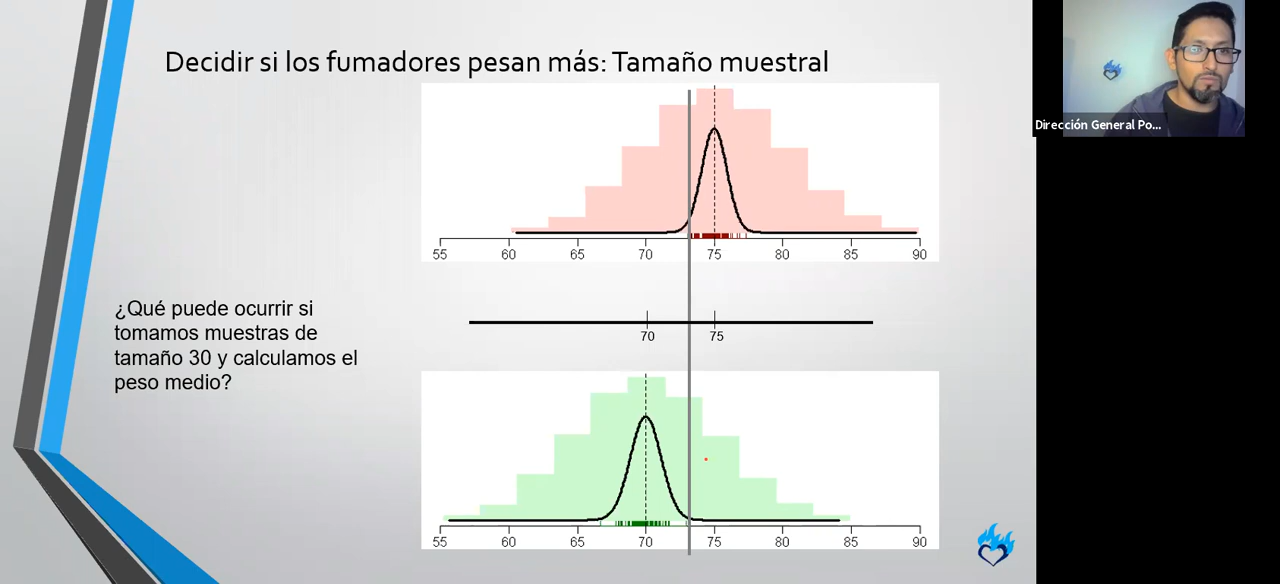 Decidir si los fumadores pesan más: Tamaño muestral
Dirección General Po...
55 60 65 70 75 80 85 90
¿Qué puede ocurrir si
tomamos muestras de
tamaño 30 y calculamos el
peso medio?
70 75
55 60 65 70 75 80 85 90